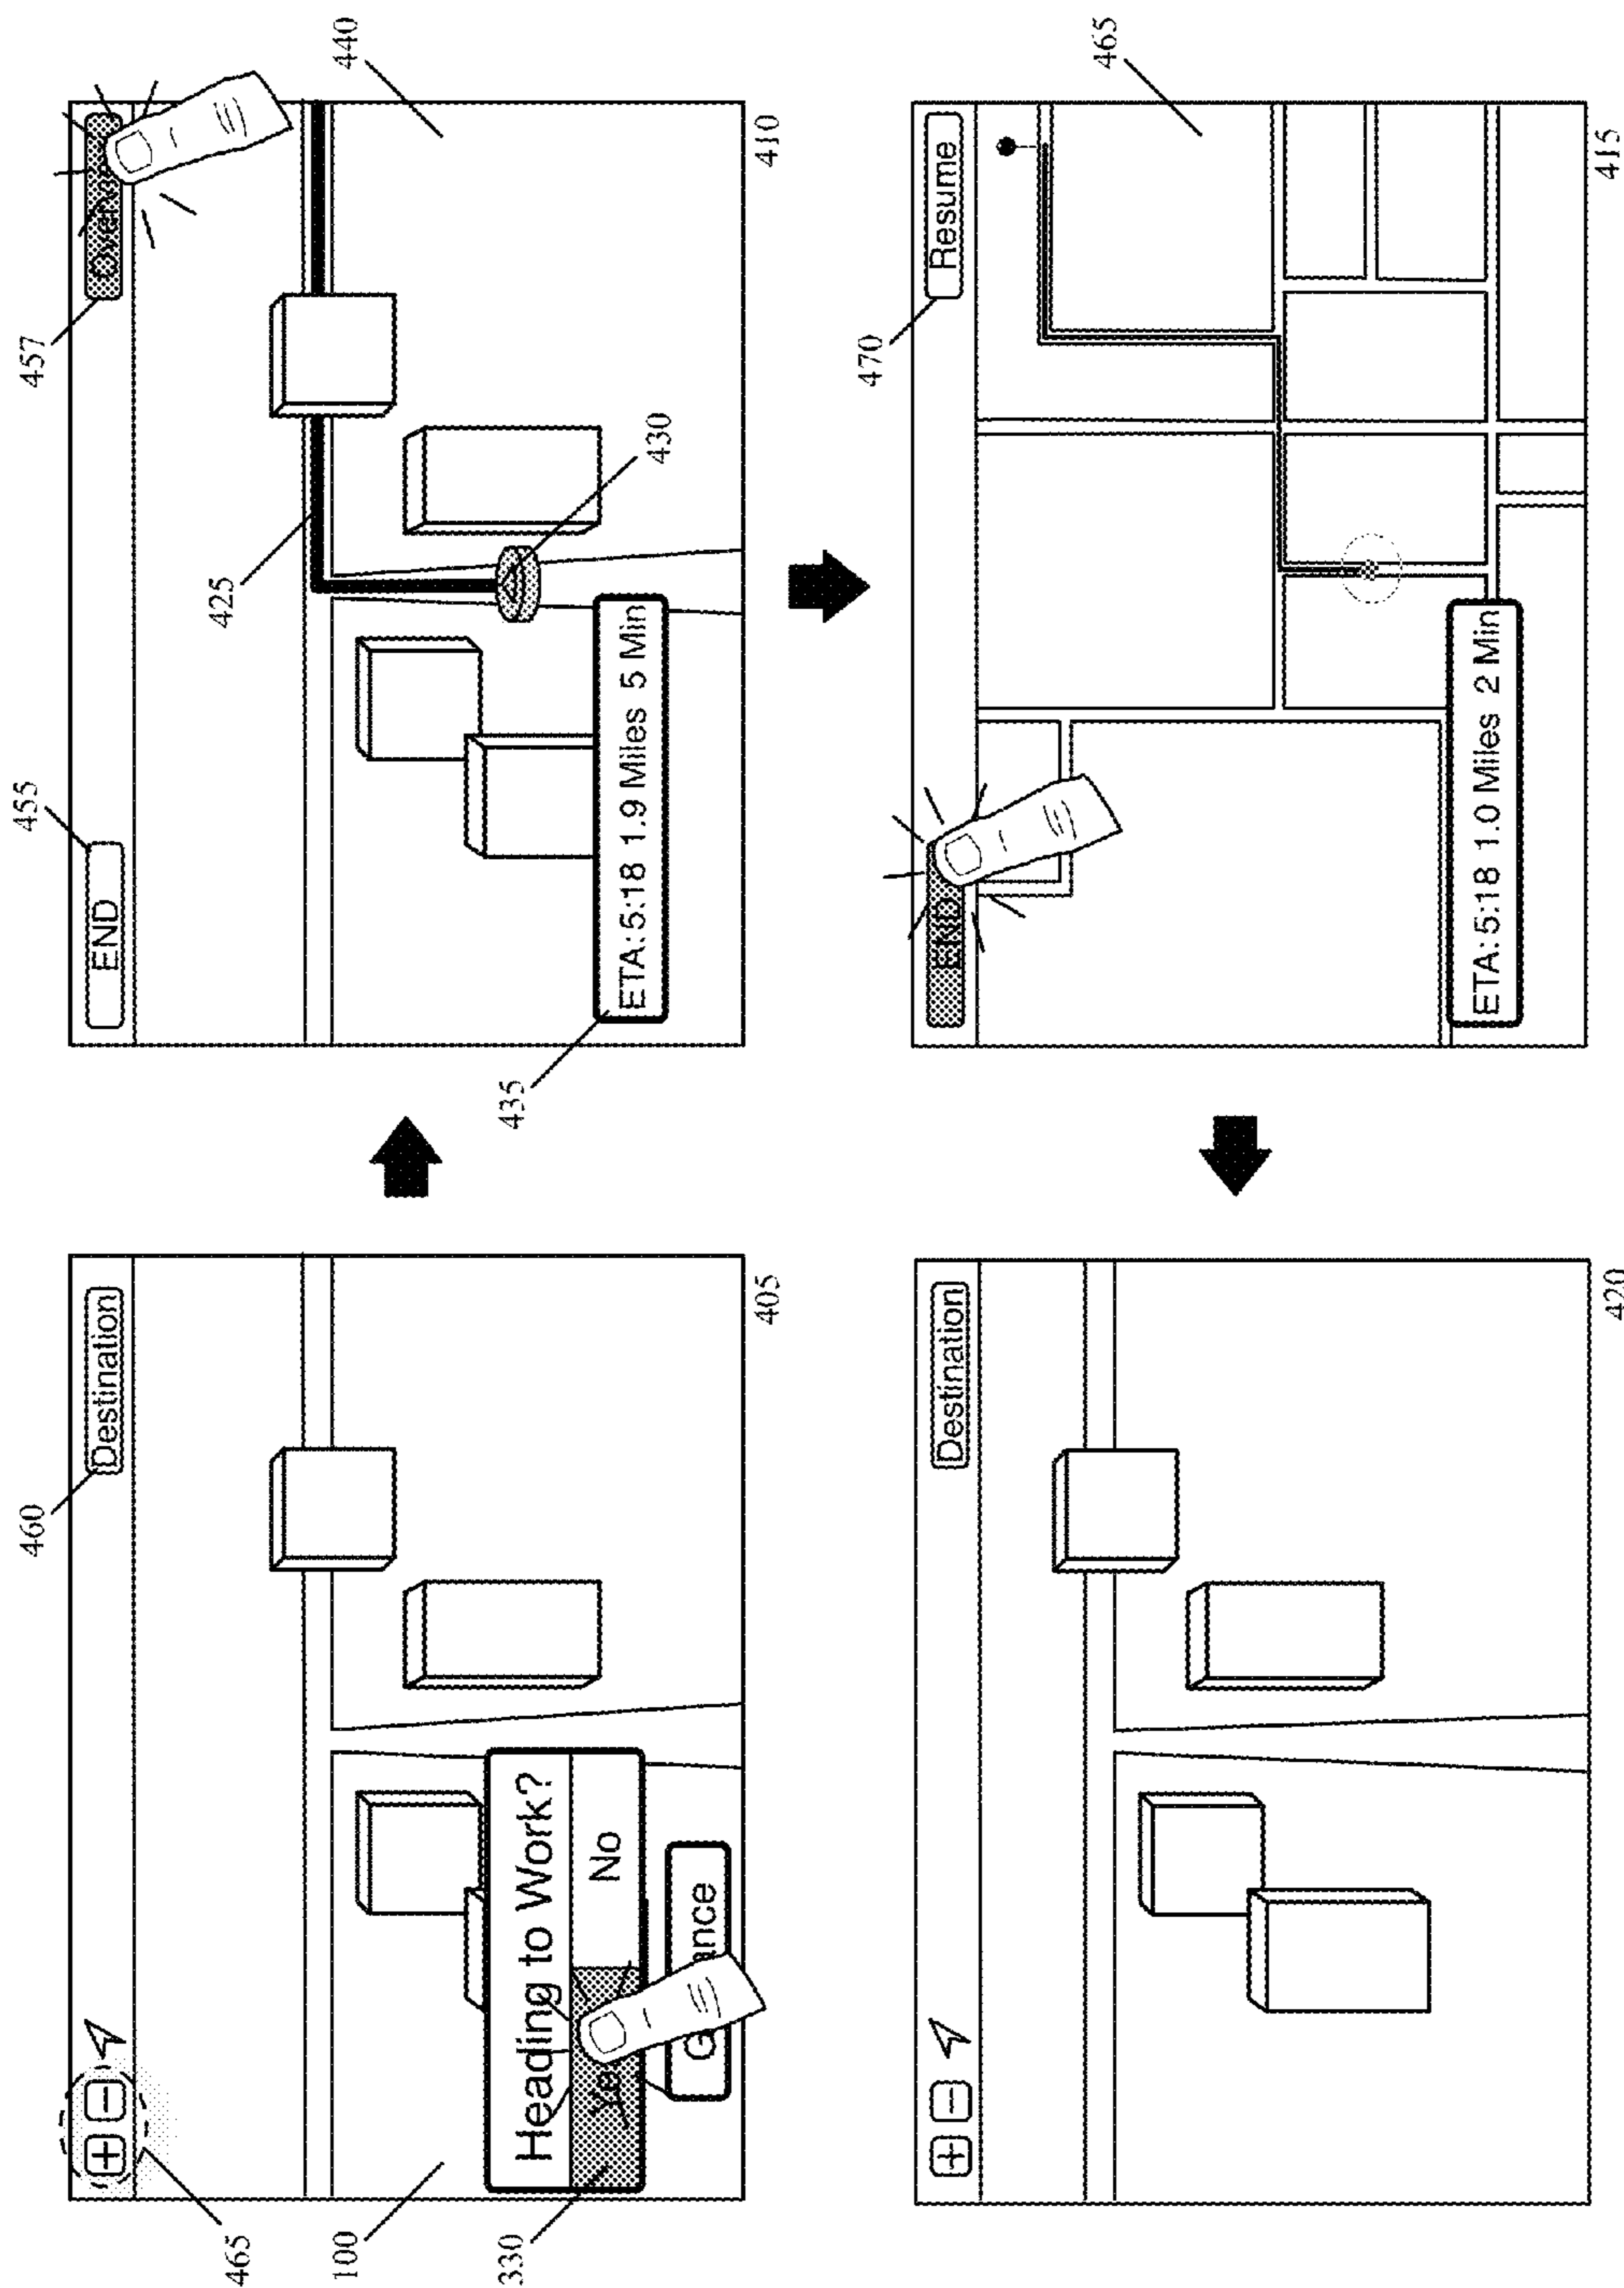 460
Destination
465
100
Heading to Work?
No
330
405
455
END
457
425
440
430
ETA:5:18 1.9 Miles 5 Min
435
410
Destination
420
END
470
Resume
465
ETA:5:18 1.0 Miles 2 Min
415